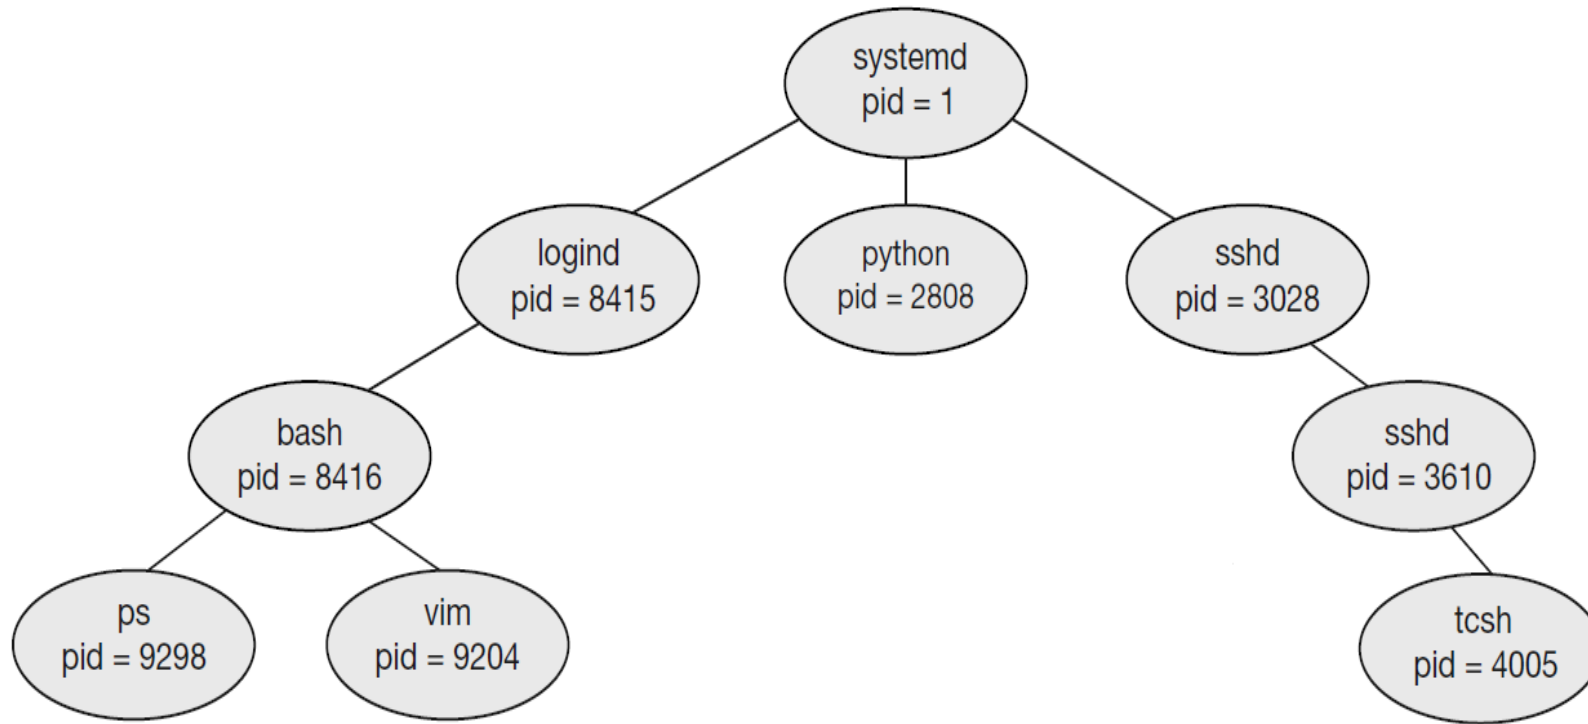 systemd
pid = 1
logind
pid = 8415
python
pid = 2808
sshd
pid = 3028
bash
pid = 8416
sshd
pid = 3610
ps
pid = 9298
vim
pid = 9204
tcsh
pid = 4005